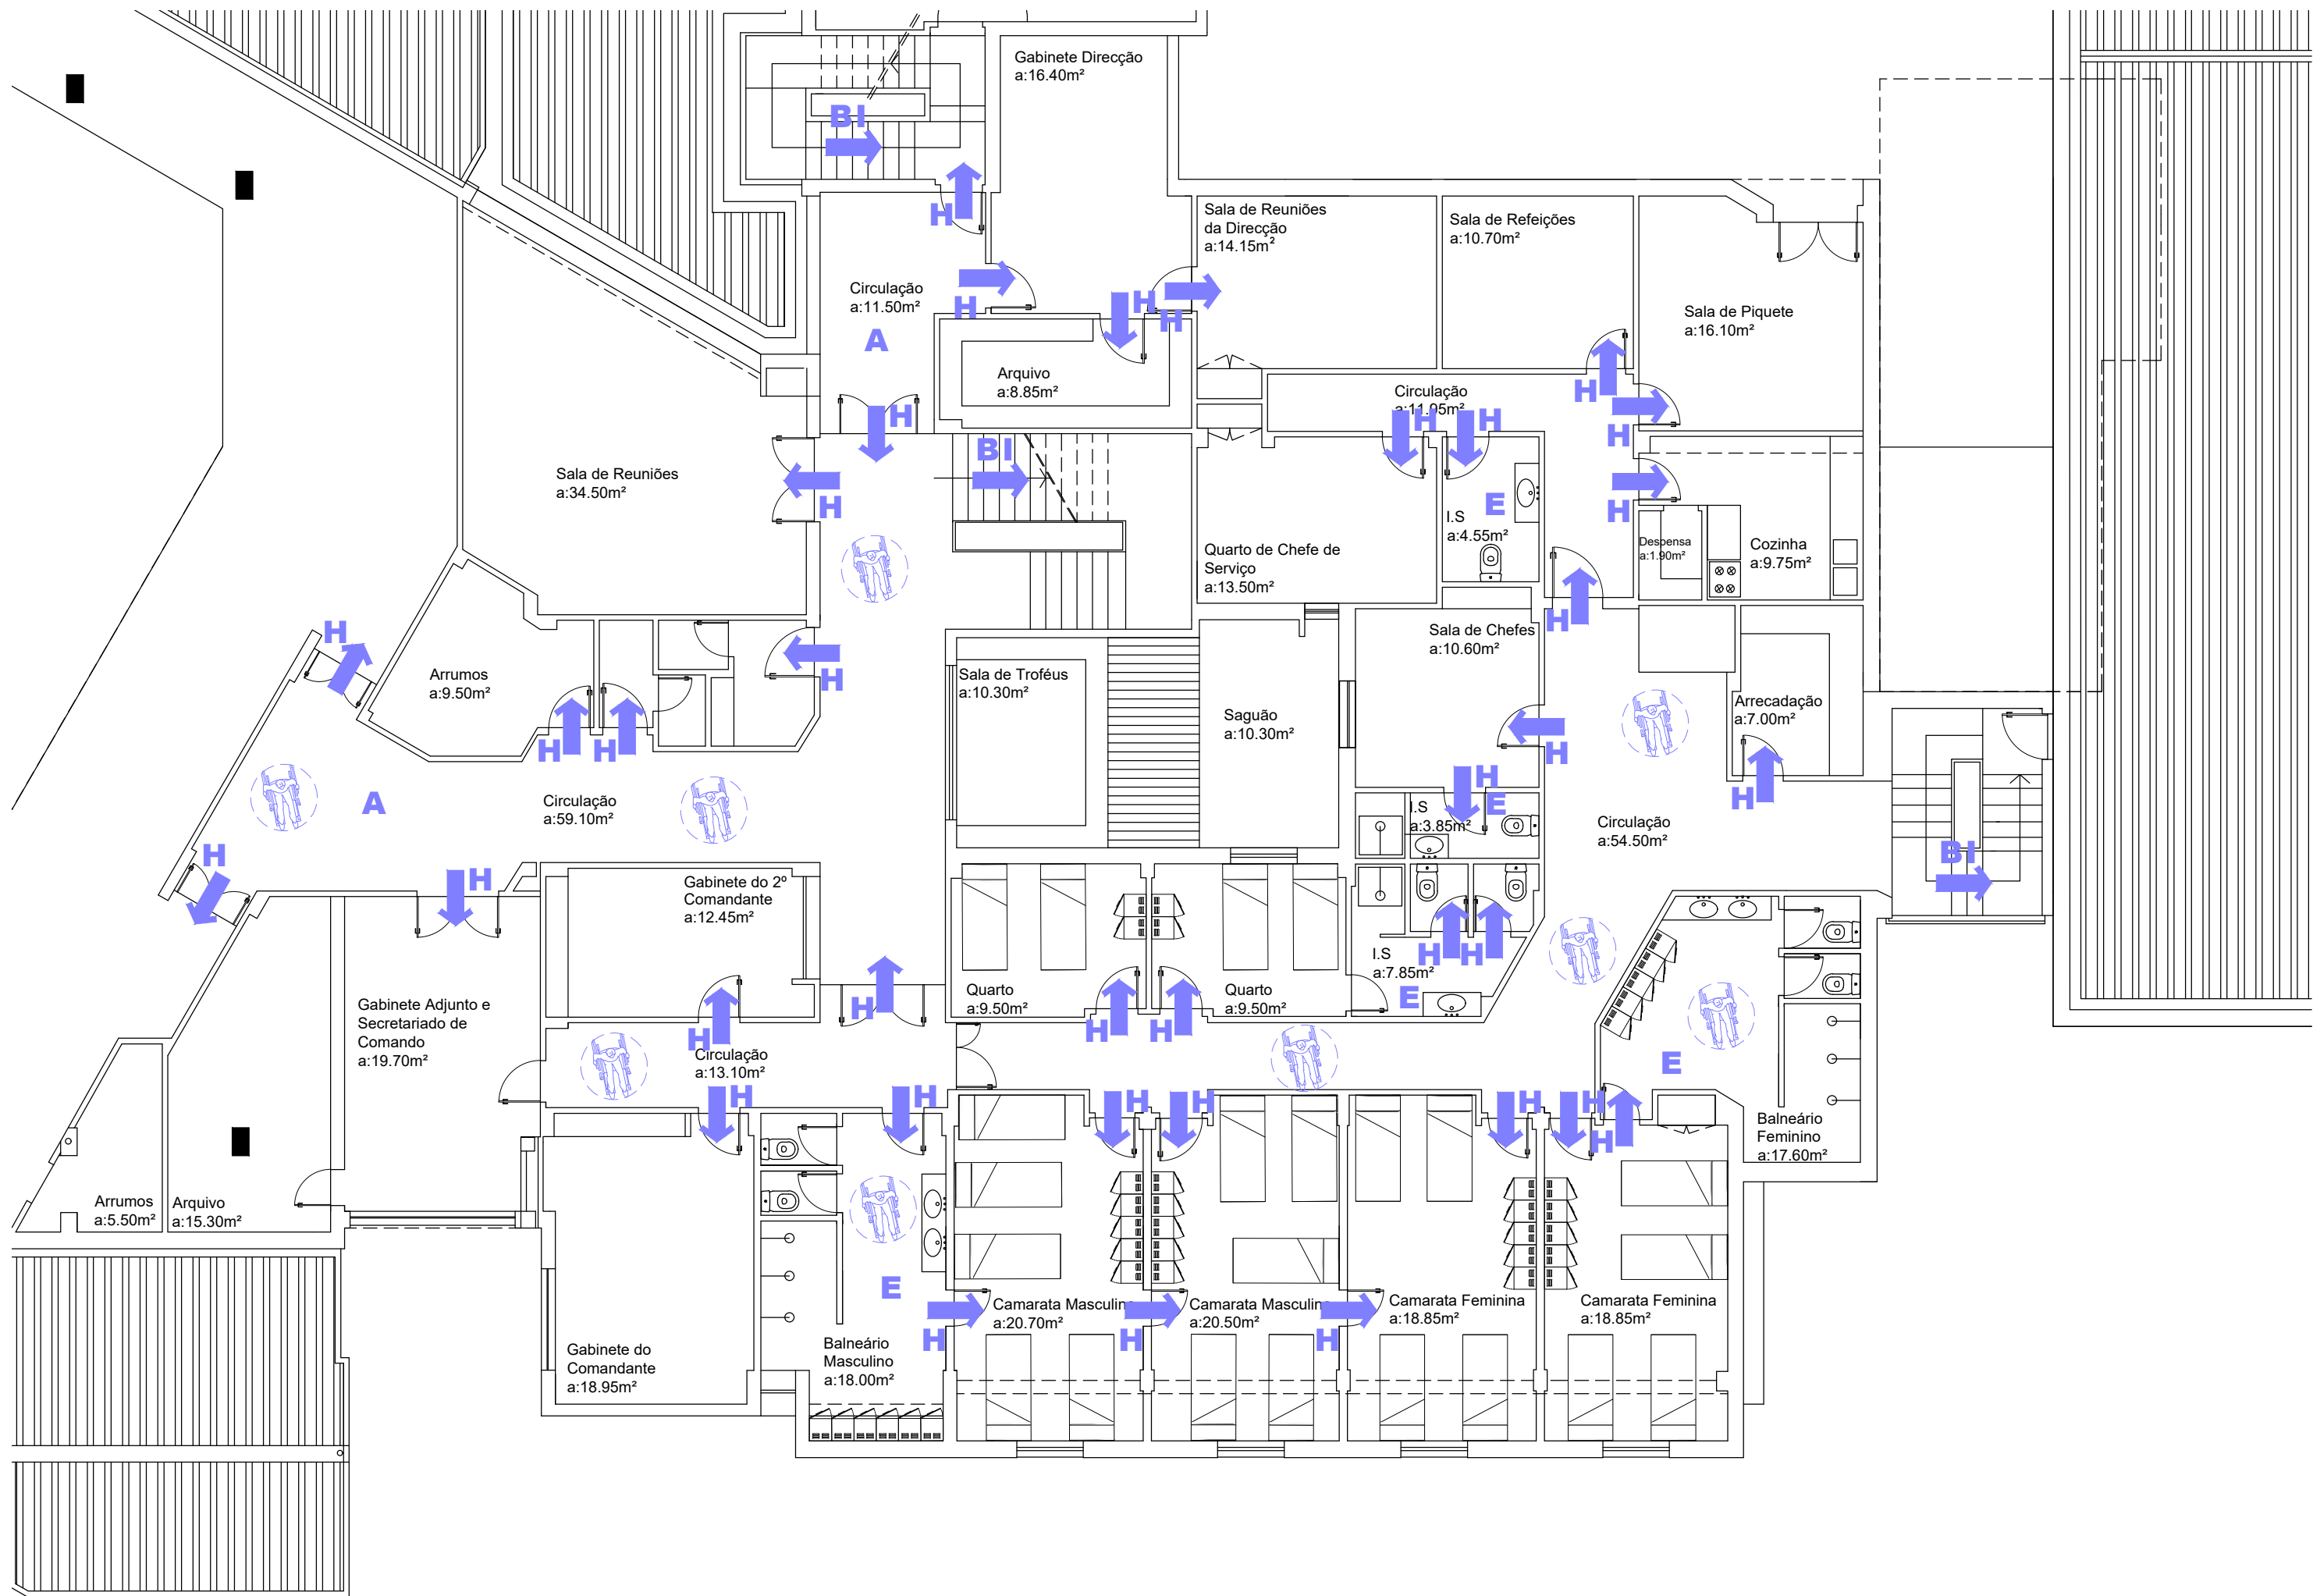 Gabinete Direcção
a:16.40m²
BI
H
Sala de Reuniões
da Direcção
a:14.15m²
Sala de Refeições
a:10.70m²
Circulação
a:11.50m²
H
H
H
Sala de Piquete
a:16.10m²
A
Arquivo
a:8.85m²
Circulação
a:11.95m²
H
H
H
H
H
BI
Sala de Reuniões
a:34.50m²
H
E
H
I.S
a:4.55m²
Quarto de Chefe de
Serviço
a:13.50m²
Despensa
a:1.90m²
Cozinha
a:9.75m²
H
H
Sala de Chefes
a:10.60m²
Arrumos
a:9.50m²
H
Sala de Troféus
a:10.30m²
Saguão
a:10.30m²
Arrecadação
a:7.00m²
H
H
H
H
H
A
Circulação
a:59.10m²
E
I.S
a:3.85m²
Circulação
a:54.50m²
H
BI
H
Gabinete do 2º
Comandante
a:12.45m²
H
H
I.S
a:7.85m²
Gabinete Adjunto e
Secretariado de
Comando
a:19.70m²
Quarto
a:9.50m²
Quarto
a:9.50m²
E
H
H
H
H
Circulação
a:13.10m²
E
H
H
H
H
H
H
H
Balneário
Feminino
a:17.60m²
Arrumos
a:5.50m²
Arquivo
a:15.30m²
E
Camarata Masculino
a:20.70m²
Camarata Masculino
a:20.50m²
Camarata Feminina
a:18.85m²
Camarata Feminina
a:18.85m²
H
H
H
Gabinete do
Comandante
a:18.95m²
Balneário
Masculino
a:18.00m²